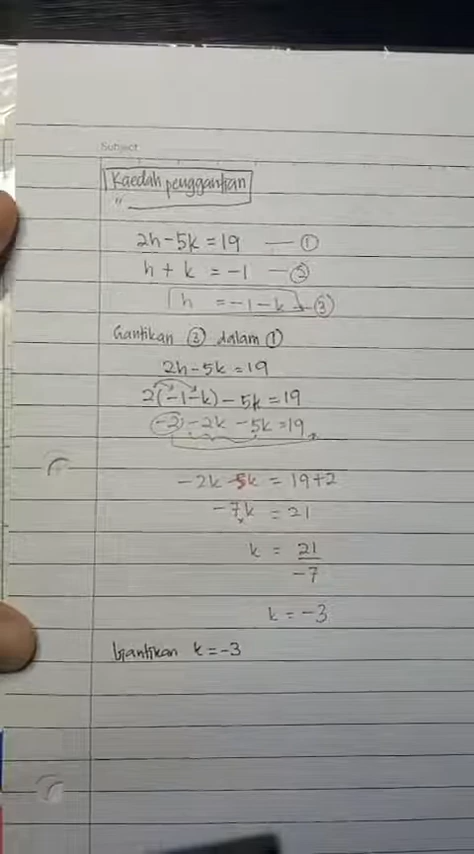 Subject
Kaedah penggantian
"
2h - 5k = 19 — ①
h + k = -1 — ②
h = -1 - k → ③
Gantikan ③ dalam ①
2h - 5k = 19
2(-1 - k) - 5k = 19
-2 - 2k - 5k = 19
-2k - 5k = 19 + 2
-7k = 21
k = 21/-7
k = -3
Gantikan k = -3